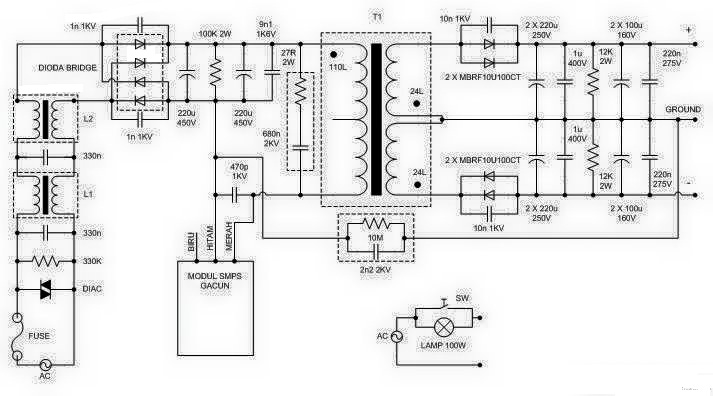 T1
1n 1KV
100K 2W
9n1
1K6V
27R
2W
10n 1KV
2 X 220u
250V
2 X 100u
160V
+
1u
400V
12K
2W
220n
275V
DIODA BRIDGE
110L
2 X MBRF10U100CT
24L
220u
450V
220u
450V
GROUND
L2
1n 1KV
680n
2KV
1u
400V
330n
470p
1KV
2 X MBRF10U100CT
24L
12K
2W
220n
275V
-
L1
2 X 220u
250V
2 X 100u
160V
10n 1KV
330n
BIRU
HITAM
MERAH
10M
2n2 2KV
330K
MODUL SMPS
GACUN
DIAC
SW
FUSE
AC
LAMP 100W
AC